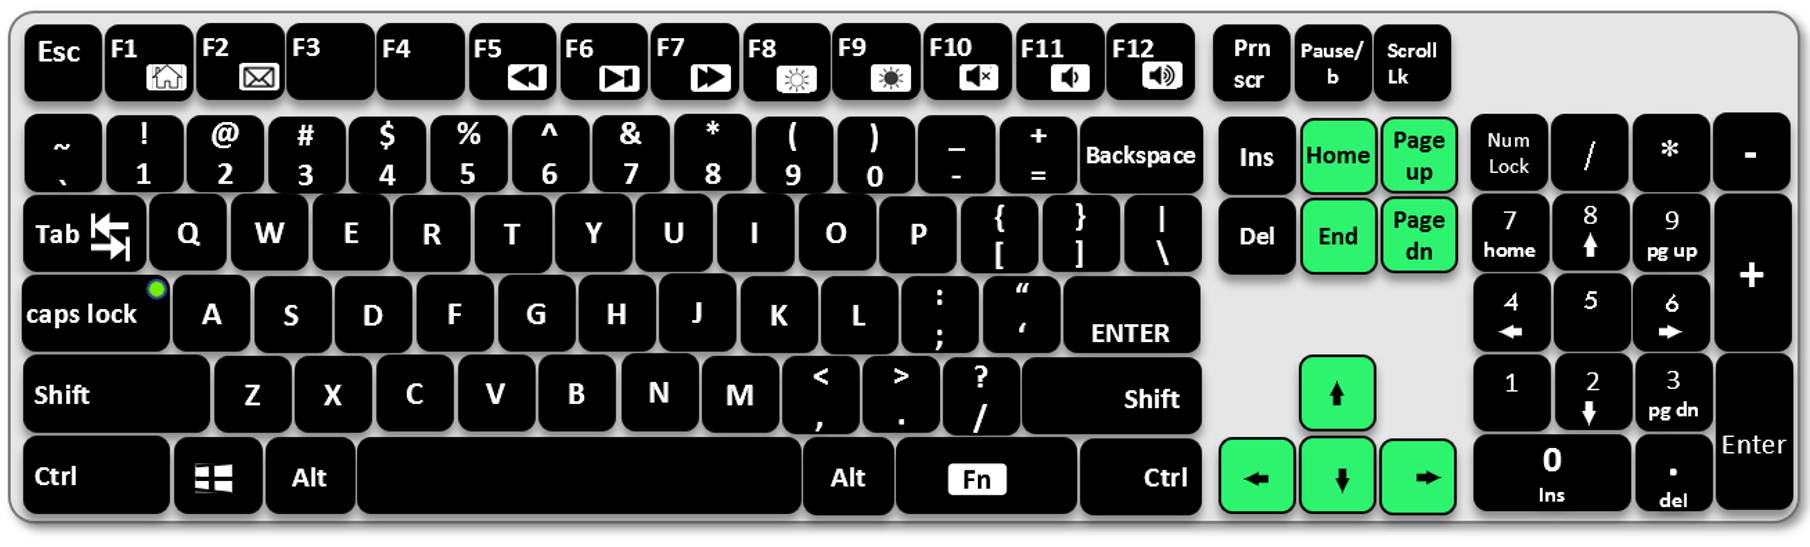 Esc F1 F2 F3 F4 F5 F6 F7 F8 F9 F10 F11 F12 Prn scr Pause/ b Scroll Lk
~ ` ! 1 @ 2 # 3 $ 4 % 5 ^ 6 & 7 * 8 ( 9 ) 0 _ - + = Backspace Ins Home Page up Num Lock / * -
Tab Q W E R T Y U I O P { [ } ] | \ Del End Page dn 7 home 8 9 pg up +
caps lock A S D F G H J K L : ; “ ‘ ENTER 4 5 6
Shift Z X C V B N M < , > . ? / Shift 1 2 3 pg dn Enter
Ctrl Alt Alt Fn Ctrl 0 Ins . del